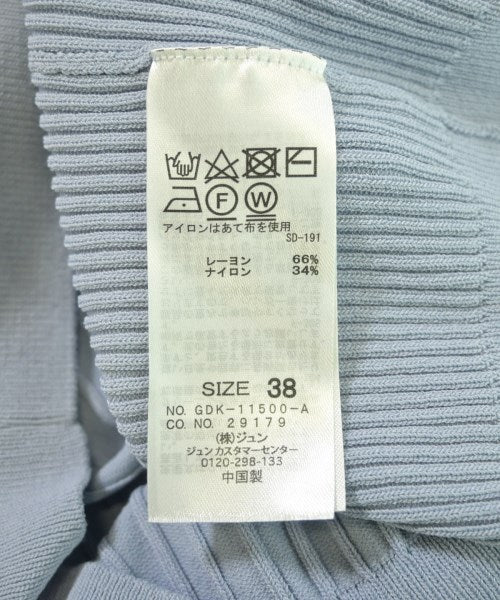 F W
アイロンはあて布を使用
SD-191
レーヨン 66%
ナイロン 34%
SIZE 38
NO. GDK-11500-A
CO. NO. 29179
(株)ジュン
ジュンカスタマーセンター
0120-298-133
中国製